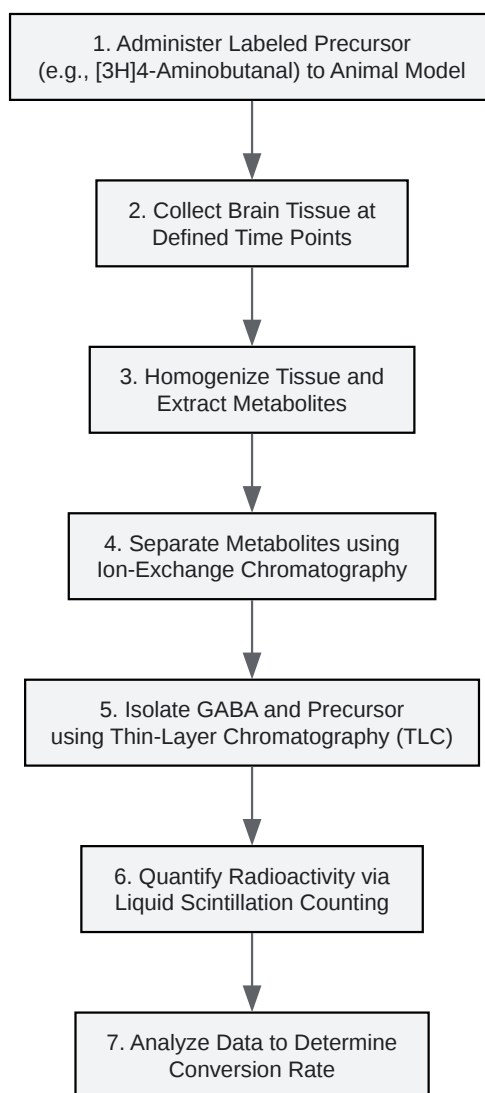 1. Administer Labeled Precursor
(e.g., [3H]4-Aminobutanal) to Animal Model
2. Collect Brain Tissue at
Defined Time Points
3. Homogenize Tissue and
Extract Metabolites
4. Separate Metabolites using
Ion-Exchange Chromatography
5. Isolate GABA and Precursor
using Thin-Layer Chromatography (TLC)
6. Quantify Radioactivity via
Liquid Scintillation Counting
7. Analyze Data to Determine
Conversion Rate